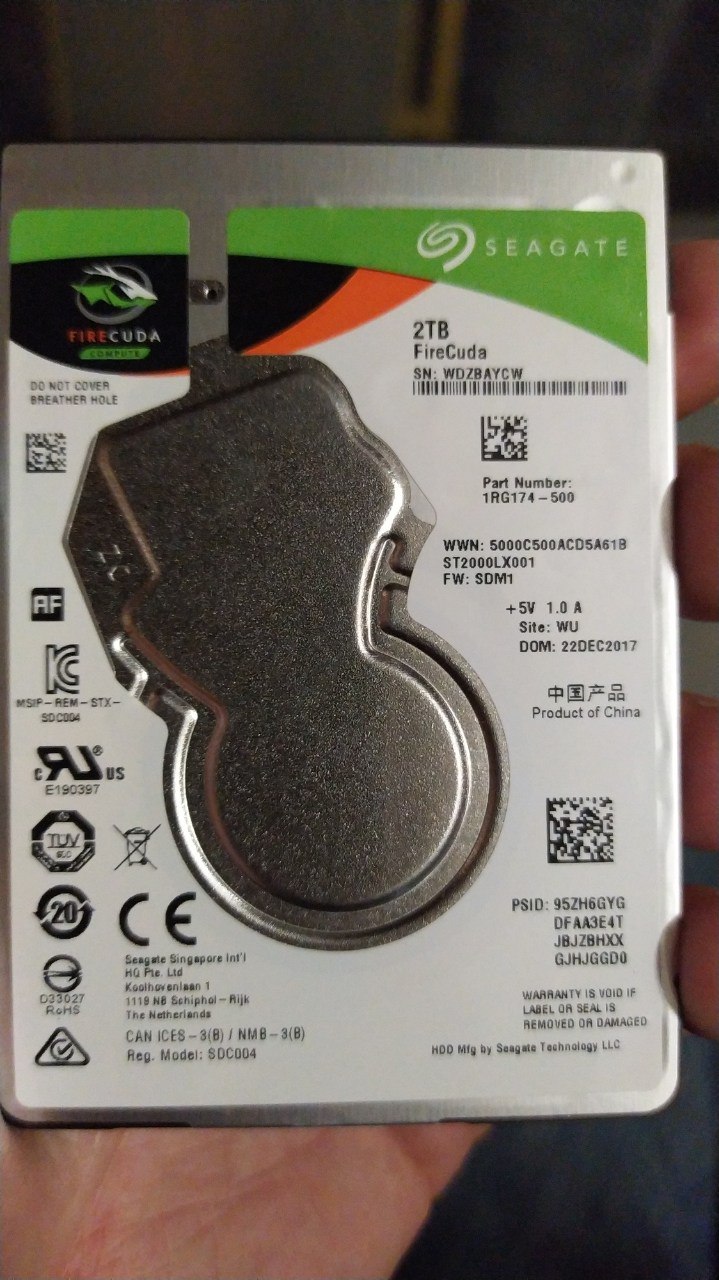 SEAGATE
FIRECUDA
COMPUTE
2TB
FireCuda
SN: WDZBAYCW
DO NOT COVER
BREATHER HOLE
Part Number:
1RG174-500
WWN: 5000C500ACD5A61B
ST2000LX001
FW: SDM1
+5V 1.0 A
Site: WU
DOM: 22DEC2017
中国产品
Product of China
AF
MSIP-REM-STX-
SDC004
c RU US
E190397
TÜV
20
CE
PSID: 95ZH6GYG
DFAA3E4T
JBJZBHXX
GJHJGGD0
Seagate Singapore Int'l
HQ Pte. Ltd
Koolhovenlaan 1
1119 NB Schiphol-Rijk
The Netherlands
D33027
RoHS
CAN ICES-3(B) / NMB-3(B)
Reg. Model: SDC004
WARRANTY IS VOID IF
LABEL OR SEAL IS
REMOVED OR DAMAGED
HDD Mfg by Seagate Technology LLC